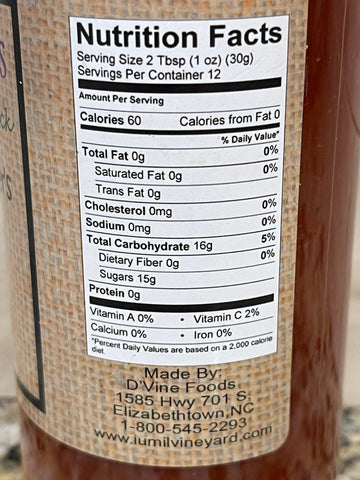 Nutrition Facts
Serving Size 2 Tbsp (1 oz) (30g)
Servings Per Container 12
Amount Per Serving
Calories 60 Calories from Fat 0
% Daily Value*
Total Fat 0g 0%
Saturated Fat 0g 0%
Trans Fat 0g
Cholesterol 0mg 0%
Sodium 0mg 0%
Total Carbohydrate 16g 5%
Dietary Fiber 0g 0%
Sugars 15g
Protein 0g
Vitamin A 0% • Vitamin C 2%
Calcium 0% • Iron 0%
*Percent Daily Values are based on a 2,000 calorie
diet.
Made By:
D'Vine Foods
1585 Hwy 701 S.
Elizabethtown, NC
1-800-545-2293
www.lumilvineyard.com